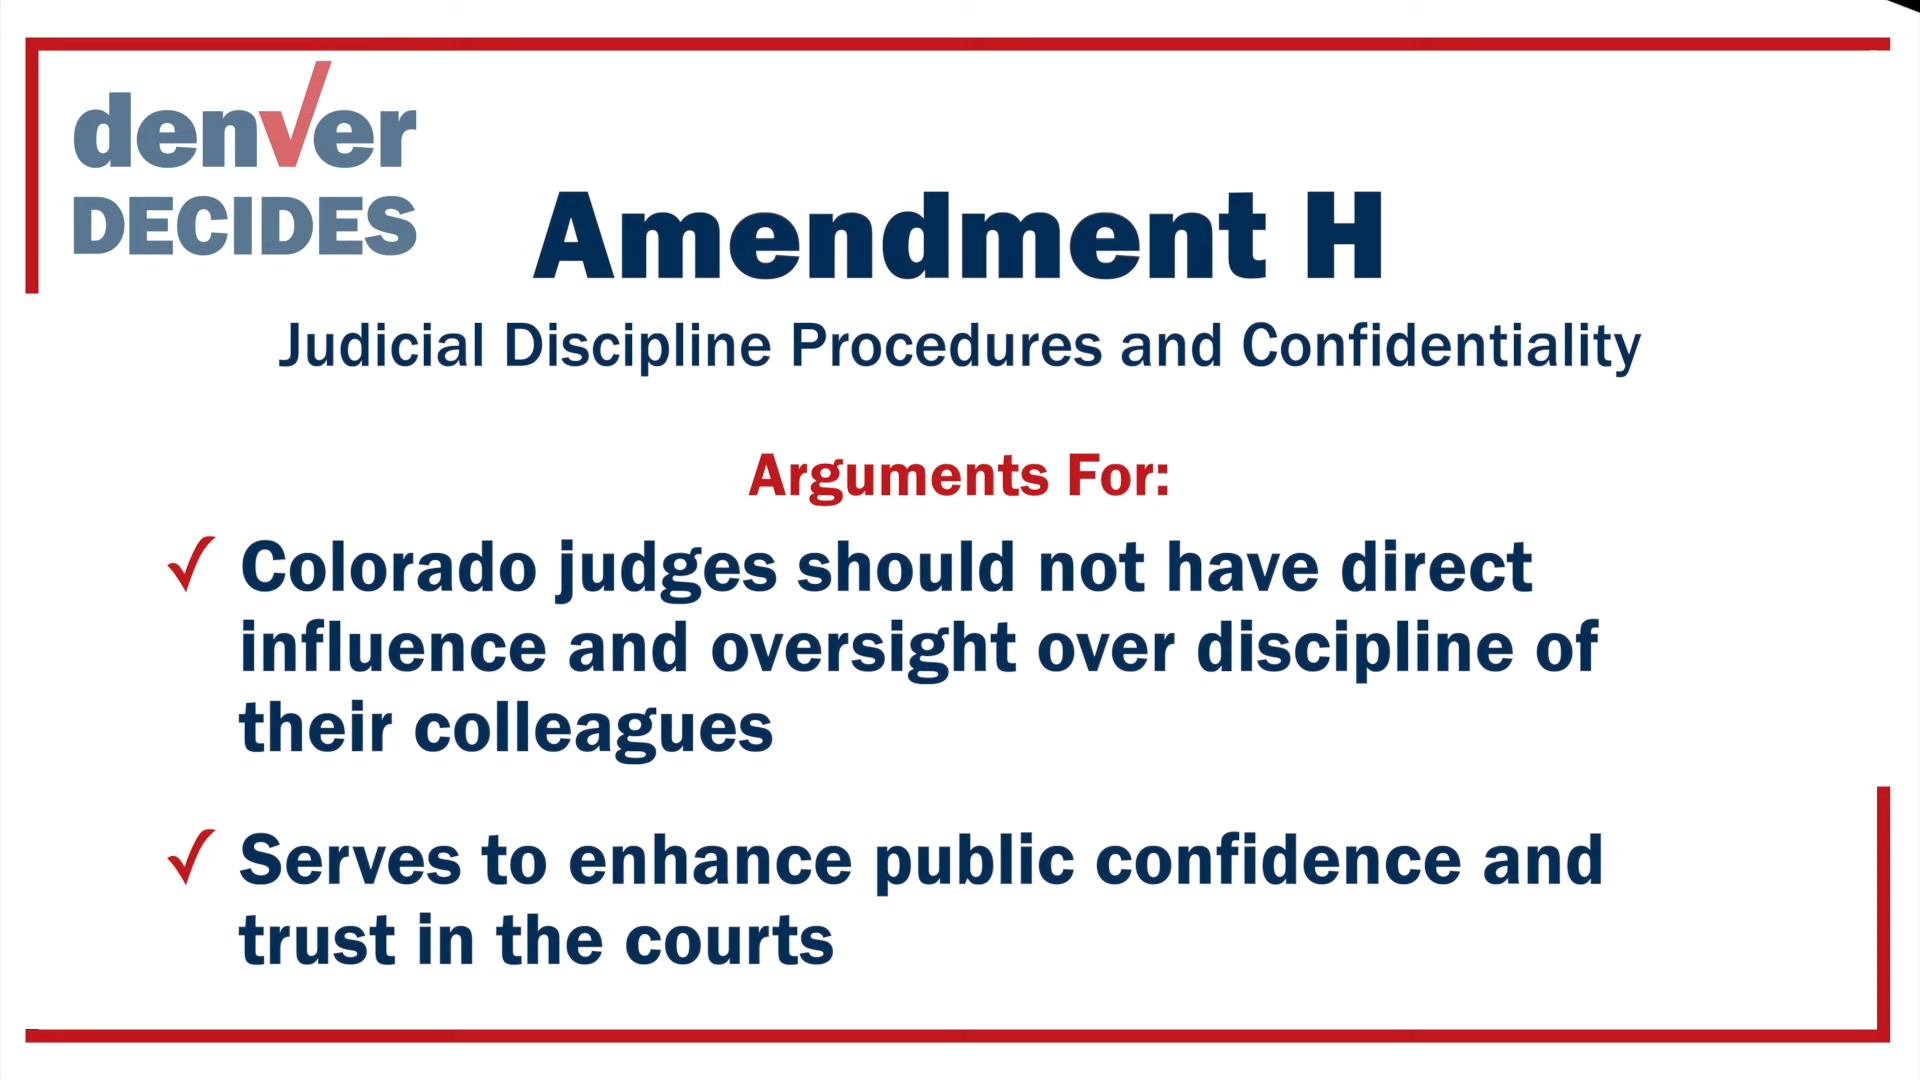 denver
DECIDES
Amendment H
Judicial Discipline Procedures and Confidentiality
Arguments For:
✓ Colorado judges should not have direct
influence and oversight over discipline of
their colleagues
✓ Serves to enhance public confidence and
trust in the courts